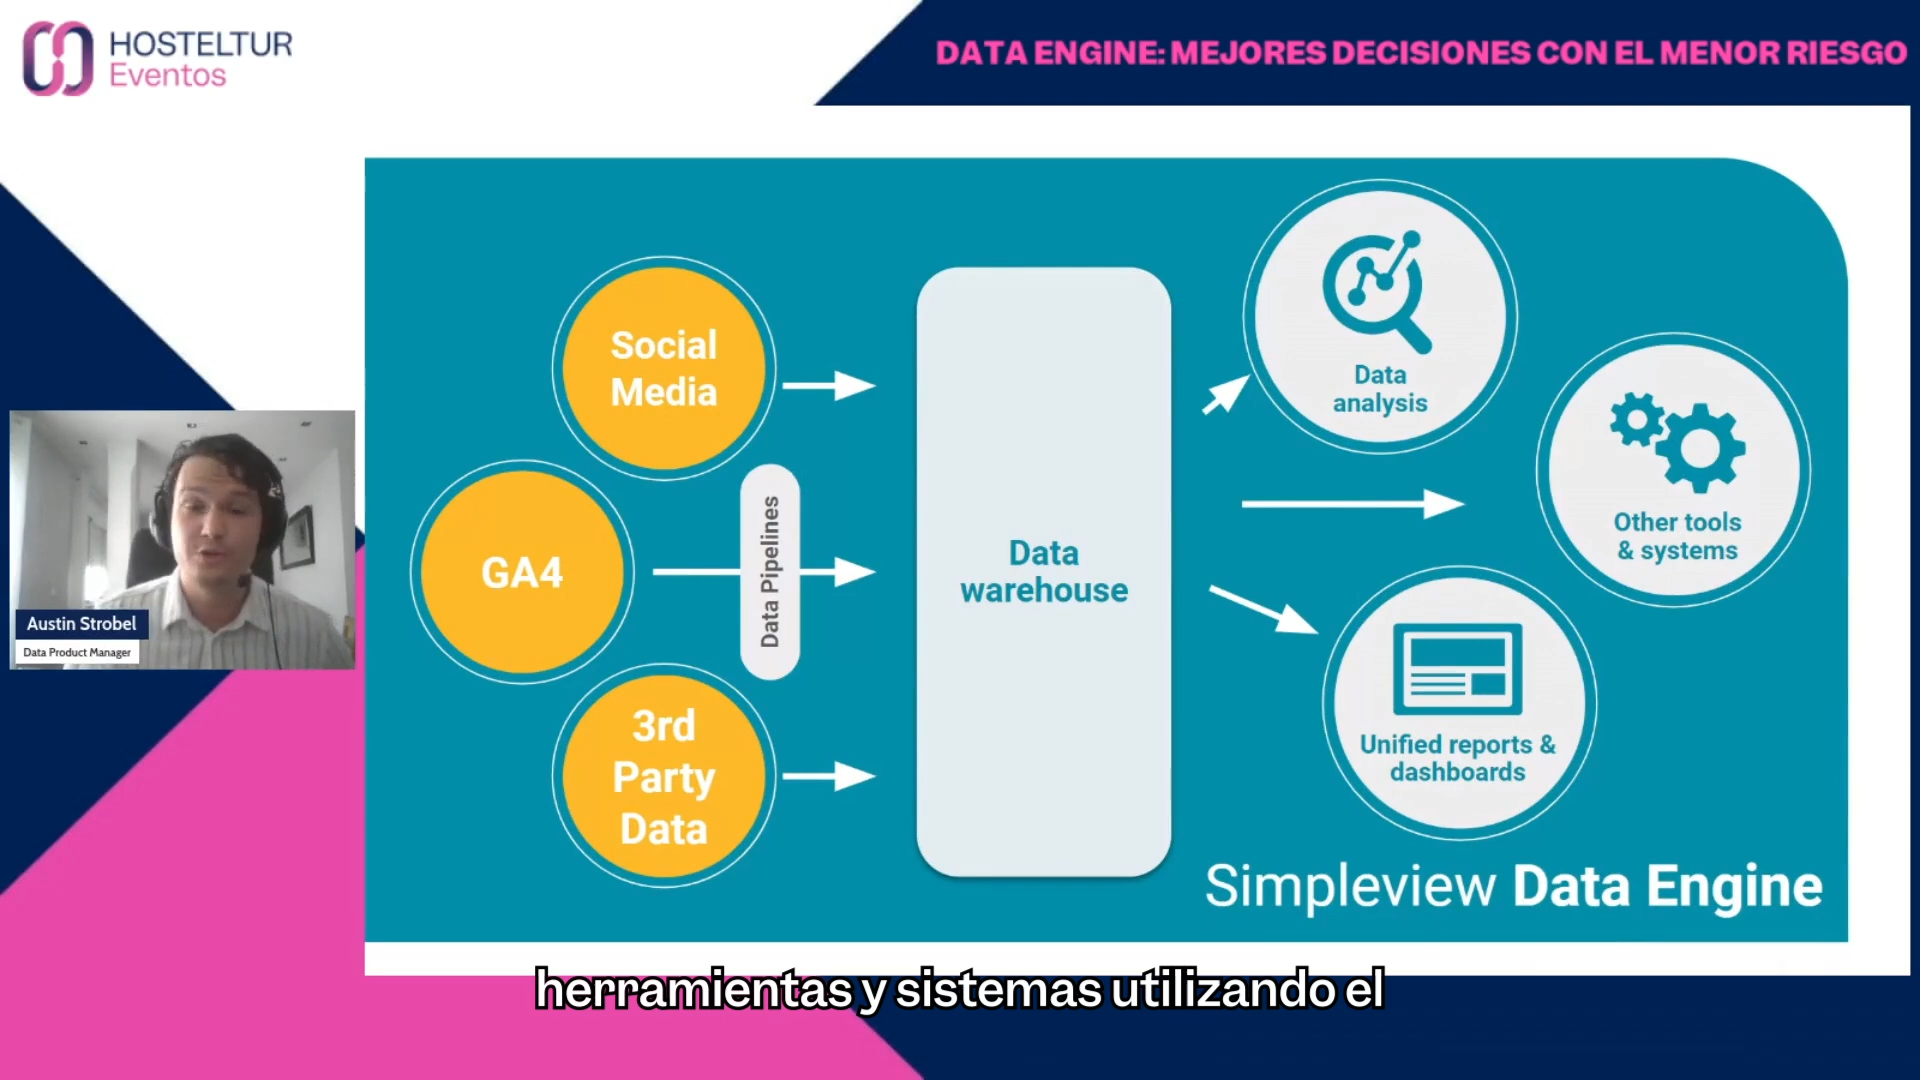 HOSTELTUR
Eventos
DATA ENGINE: MEJORES DECISIONES CON EL MENOR RIESGO
Social
Media
GA4
3rd
Party
Data
Data Pipelines
Data
warehouse
Data
analysis
Other tools
& systems
Unified reports &
dashboards
Simpleview Data Engine
Austin Strobel
Data Product Manager
herramientas y sistemas utilizando el